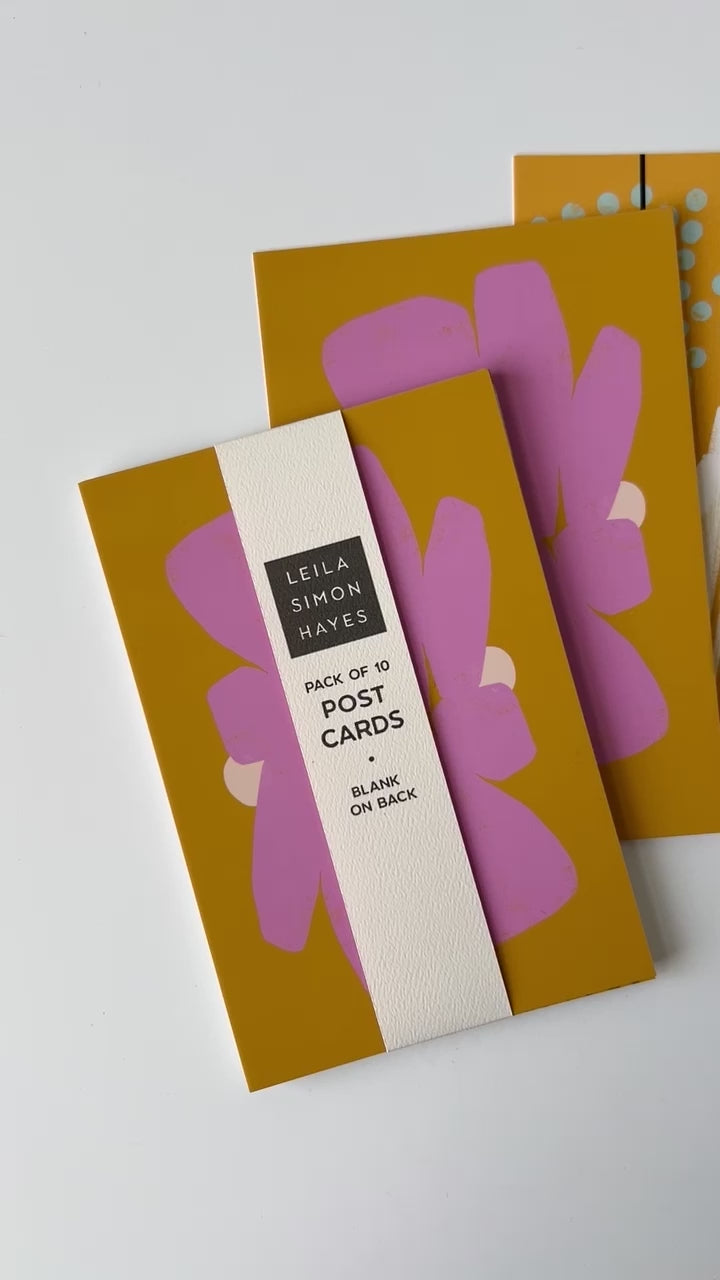 LEILA
SIMON
HAYES
PACK OF 10
POST
CARDS
•
BLANK
ON BACK